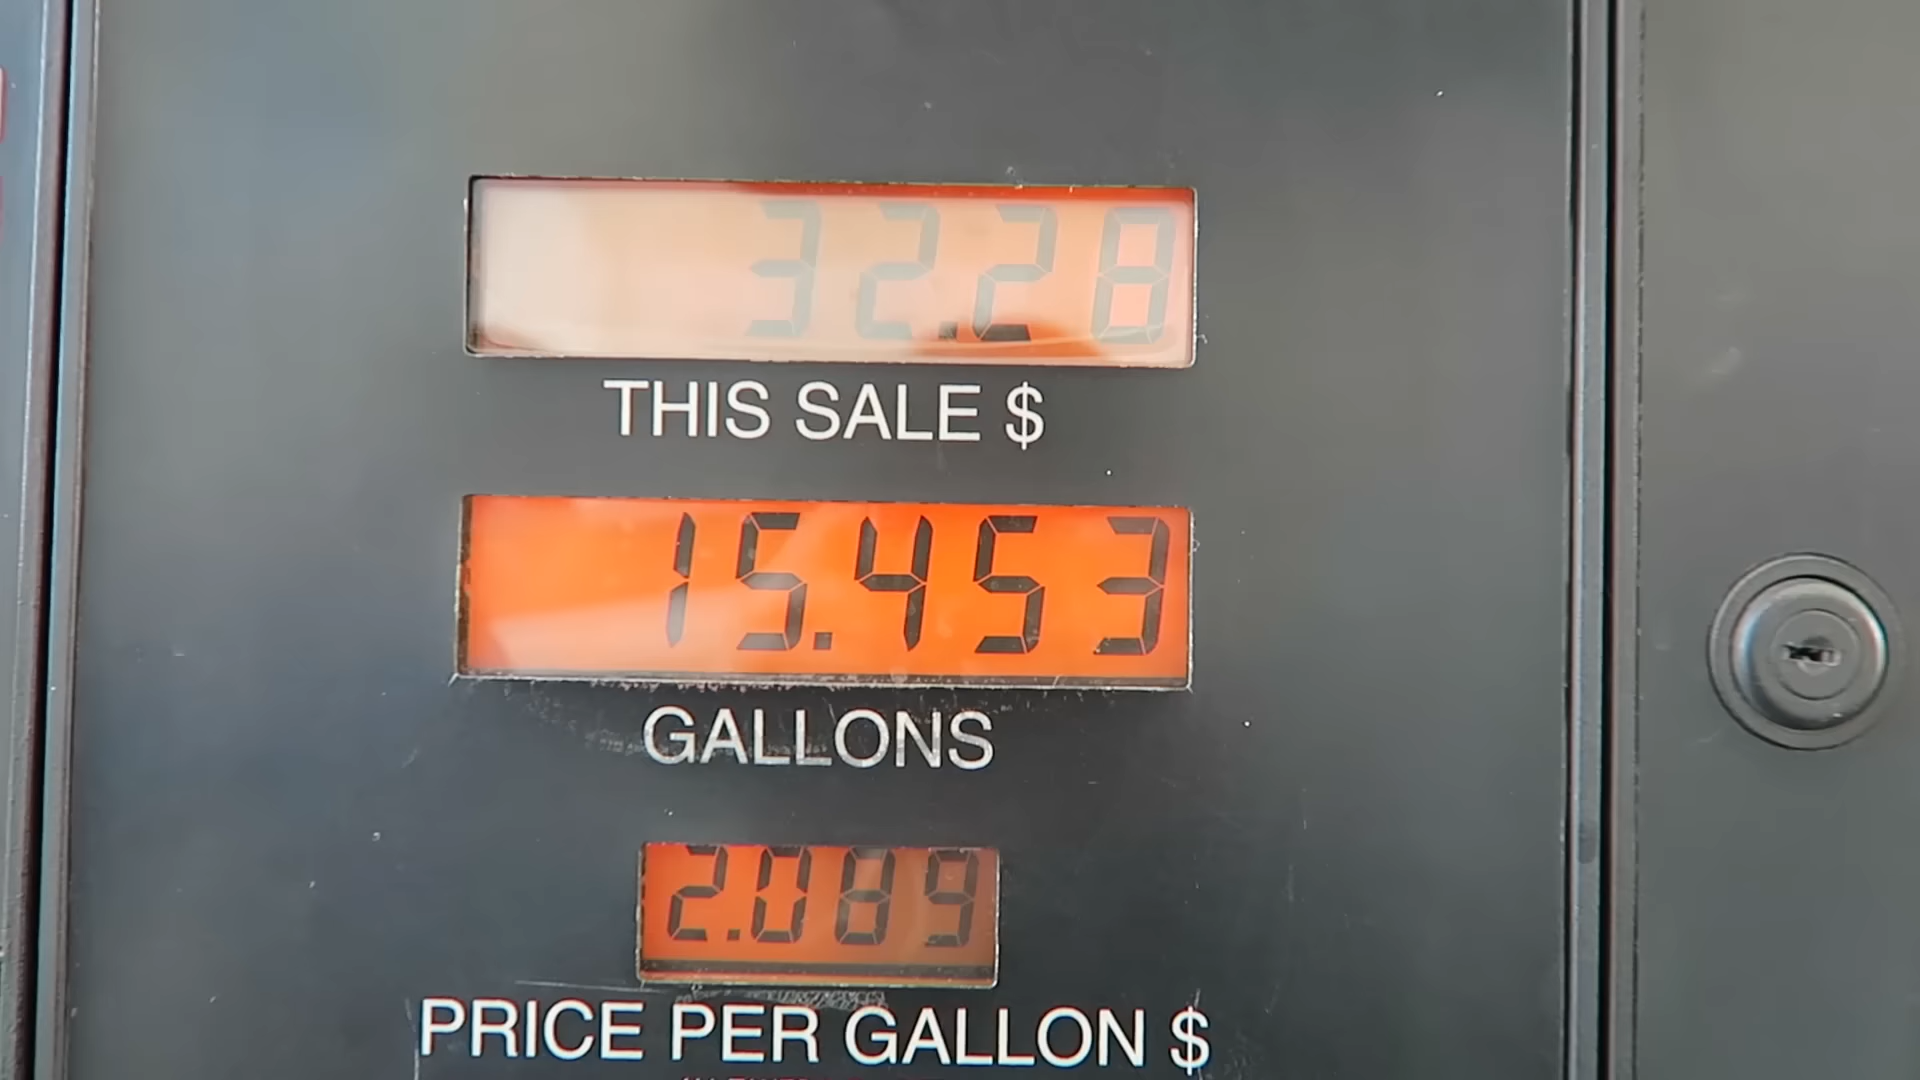 32.28
THIS SALE $
15.453
GALLONS
2.089
PRICE PER GALLON $